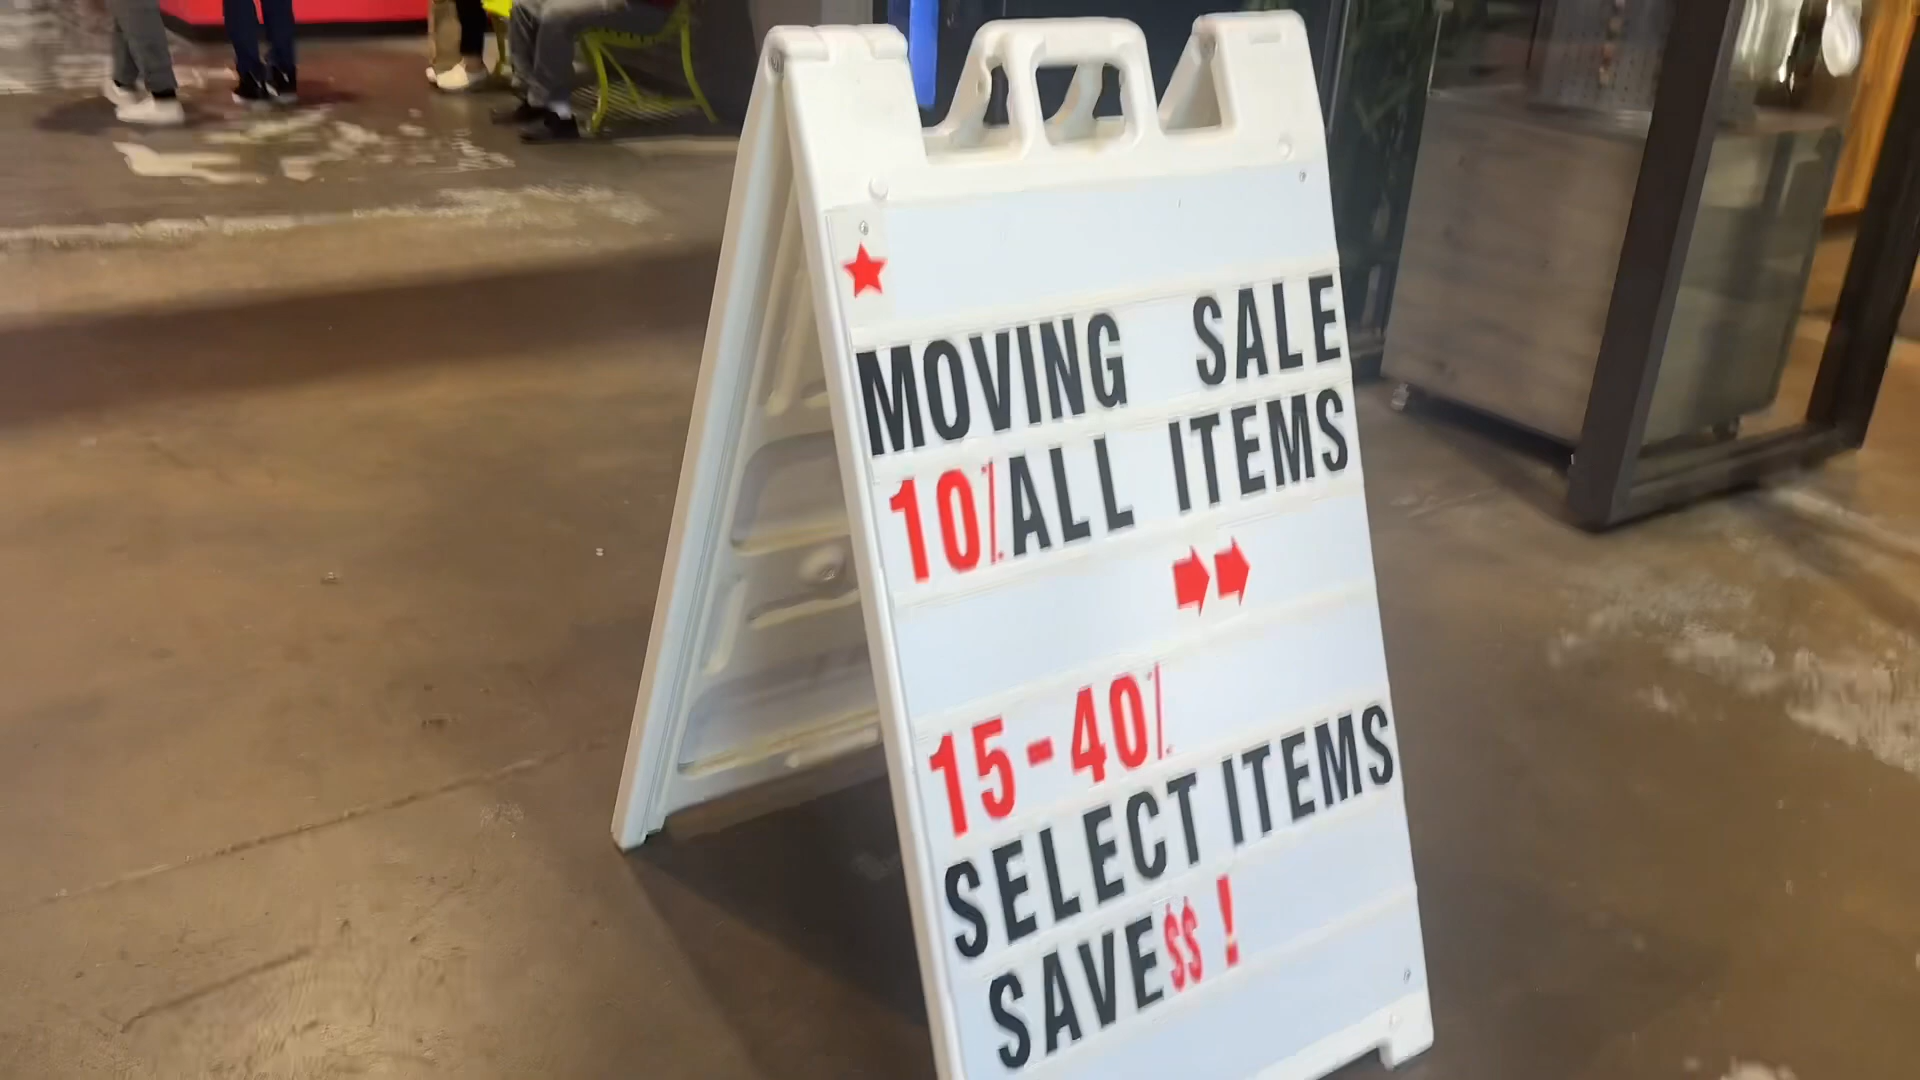 MOVING SALE
10% ALL ITEMS
15-40%
SELECT ITEMS
SAVE$$!